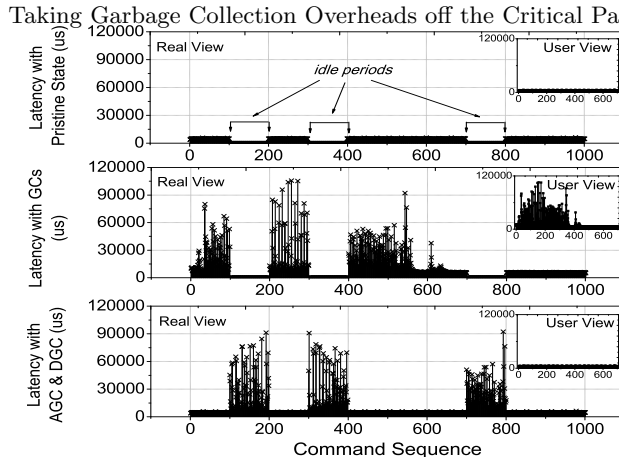 Taking Garbage Collection Overheads off the Critical Pa
120000
90000
60000
30000
0
Latency with
Pristine State (us)
Real View
idle periods
120000
User View
0
0 200 400 600
0 200 400 600 800 1000
120000
90000
60000
30000
0
Latency with GCs
(us)
Real View
120000
User View
0
0 200 400 600
0 200 400 600 800 1000
120000
90000
60000
30000
0
Latency with
AGC & DGC (us)
Real View
120000
User View
0
0 200 400 600
0 200 400 600 800 1000
Command Sequence